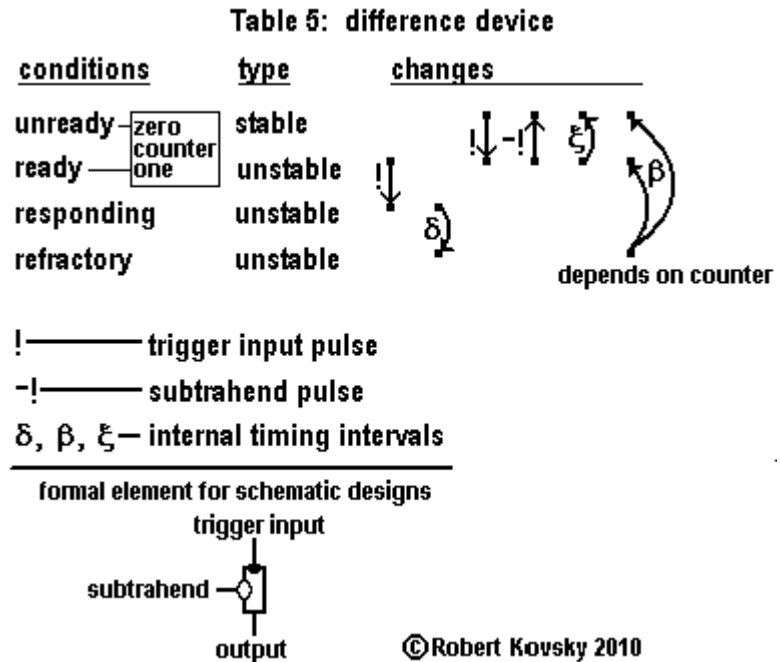 Table 5: difference device
conditions type changes
unready zero stable ! -! ξ
counter
ready one unstable ! β
responding unstable δ
refractory unstable
depends on counter
! trigger input pulse
-! subtrahend pulse
δ, β, ξ internal timing intervals
formal element for schematic designs
trigger input
subtrahend
output ©Robert Kovsky 2010